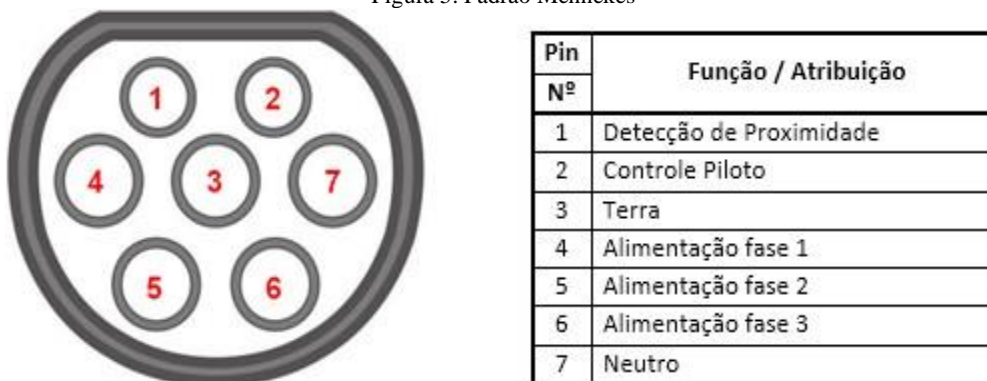 Figura 3: Padrão Mennekes
1 2
4 3 7
5 6
Pin
Nº
Função / Atribuição
1 Detecção de Proximidade
2 Controle Piloto
3 Terra
4 Alimentação fase 1
5 Alimentação fase 2
6 Alimentação fase 3
7 Neutro